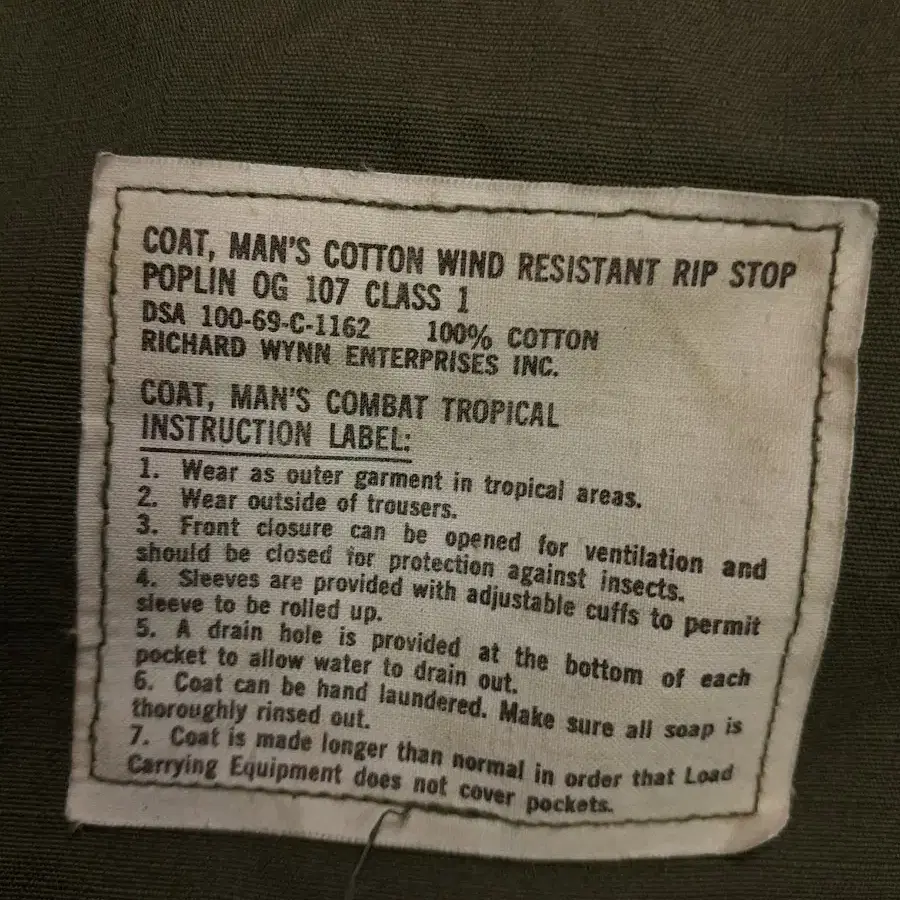 COAT, MAN'S COTTON WIND RESISTANT RIP STOP
POPLIN OG 107 CLASS 1
DSA 100-69-C-1162 100% COTTON
RICHARD WYNN ENTERPRISES INC.
COAT, MAN'S COMBAT TROPICAL
INSTRUCTION LABEL:
1. Wear as outer garment in tropical areas.
2. Wear outside of trousers.
3. Front closure can be opened for ventilation and
should be closed for protection against insects.
4. Sleeves are provided with adjustable cuffs to permit
sleeve to be rolled up.
5. A drain hole is provided at the bottom of each
pocket to allow water to drain out.
6. Coat can be hand laundered. Make sure all soap is
thoroughly rinsed out.
7. Coat is made longer than normal in order that Load
Carrying Equipment does not cover pockets.